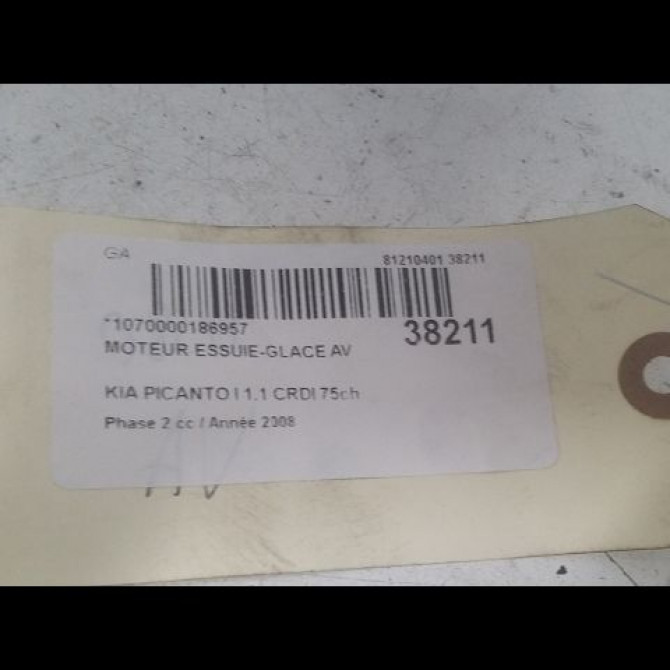 GA
81210401 38211
*1070000186957
38211
MOTEUR ESSUIE-GLACE AV
KIA PICANTO I 1.1 CRDI 75ch
Phase 2 cc / Année 2008
AV